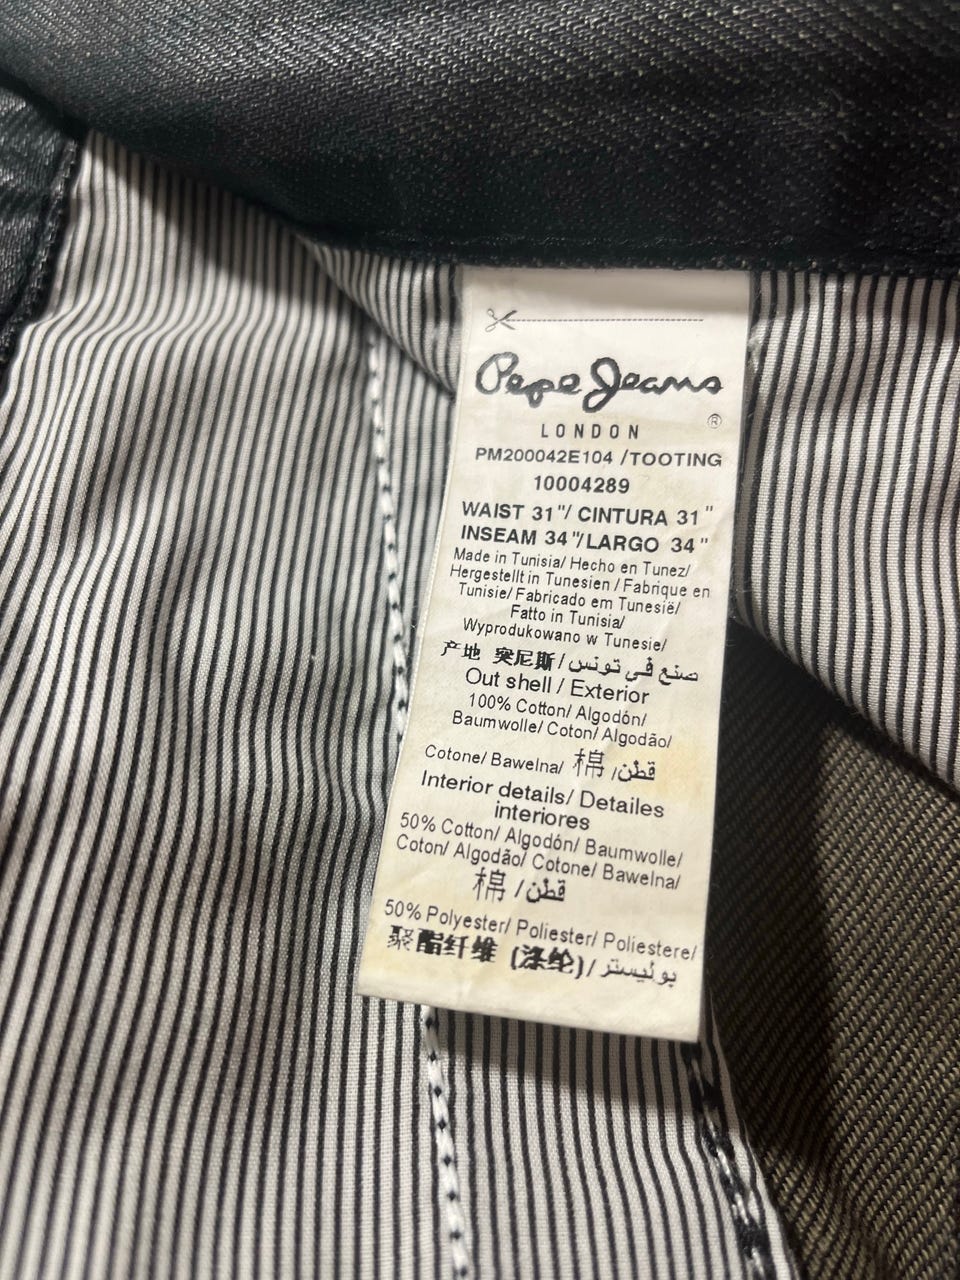 Pepe Jeans
®
LONDON
PM200042E104 /TOOTING
10004289
WAIST 31"/ CINTURA 31"
INSEAM 34"/LARGO 34"
Made in Tunisia/ Hecho en Tunez/
Hergestellt in Tunesien / Fabrique en
Tunisie/ Fabricado em Tunesië/
Fatto in Tunisia/
Wyprodukowano w Tunesie/
产地 突尼斯/صنع في تونس
Out shell / Exterior
100% Cotton/ Algodón/
Baumwolle/ Coton/ Algodão/
Cotone/ Bawelna/ 棉 /قطن
Interior details/ Detailes
interiores
50% Cotton/ Algodón/ Baumwolle/
Coton/ Algodão/ Cotone/ Bawelna/
棉 /قطن
50% Polyester/ Poliester/ Poliestere/
聚酯纤维 (涤纶)/بوليستر